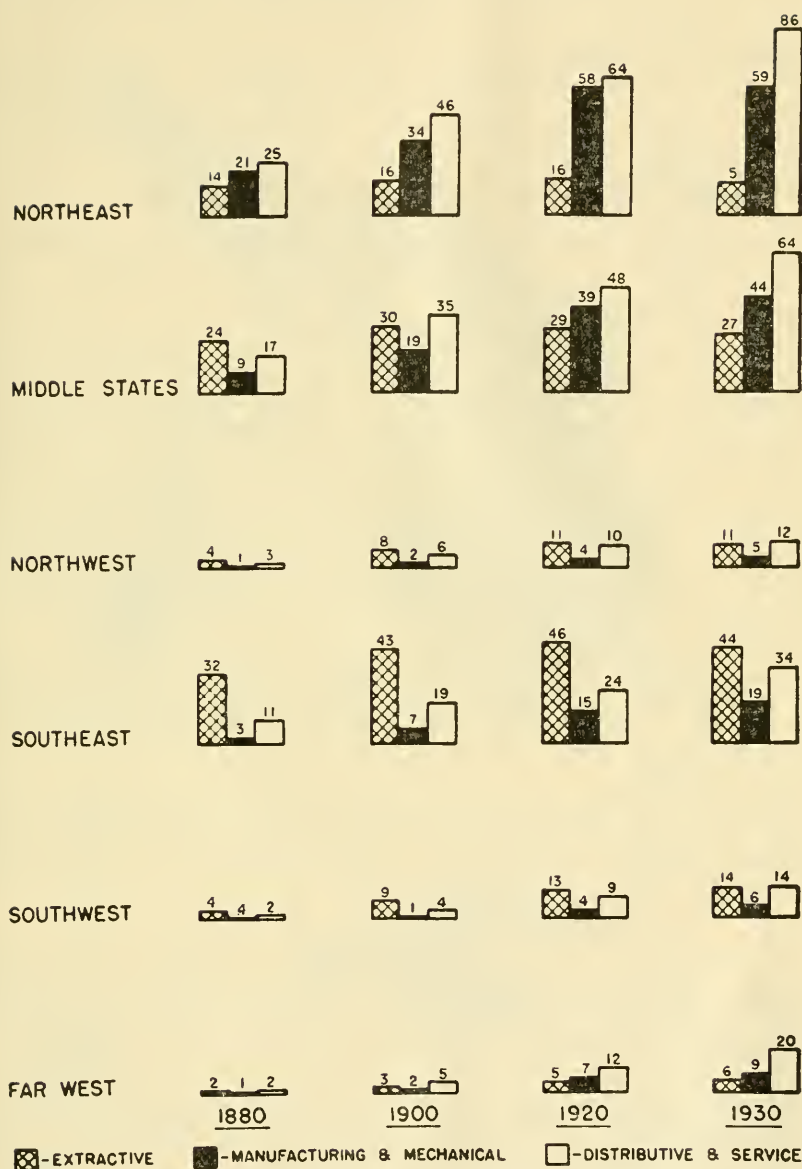 86
58 64 59
46
34
14 21 25 16 16 5
NORTHEAST
64
24 17 30 35 39 48 44
9 19 29 27
MIDDLE STATES
4 1 3 8 2 6 11 4 10 11 5 12
NORTHWEST
32 43 46 44 34
3 11 7 19 15 24 19
SOUTHEAST
4 4 2 9 1 4 13 4 9 14 6 14
SOUTHWEST
2 1 2 3 2 5 5 7 12 6 9 20
FAR WEST
1880 1900 1920 1930
-EXTRACTIVE -MANUFACTURING & MECHANICAL -DISTRIBUTIVE & SERVICE